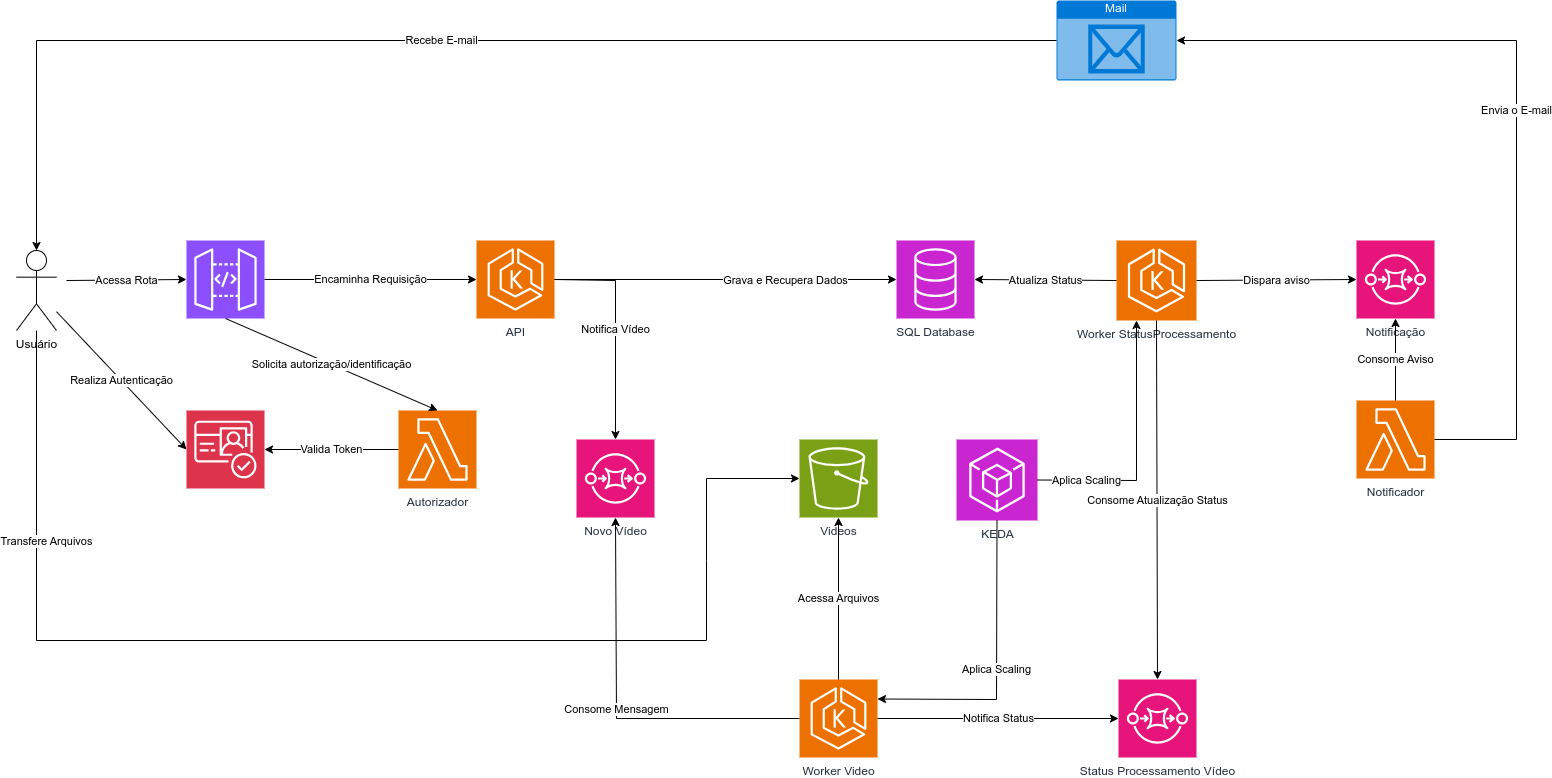 Mail
Recebe E-mail
Envia o E-mail
Acessa Rota
Encaminha Requisição
Grava e Recupera Dados
Atualiza Status
Dispara aviso
Usuário
API
Notifica Vídeo
SQL Database
Worker StatusProcessamento
Notificação
Solicita autorização/identificação
Consome Aviso
Realiza Autenticação
Valida Token
Autorizador
Aplica Scaling
Notificador
Consome Atualização Status
Novo Vídeo
Videos
KEDA
Transfere Arquivos
Acessa Arquivos
Aplica Scaling
Consome Mensagem
Notifica Status
Worker Video
Status Processamento Vídeo